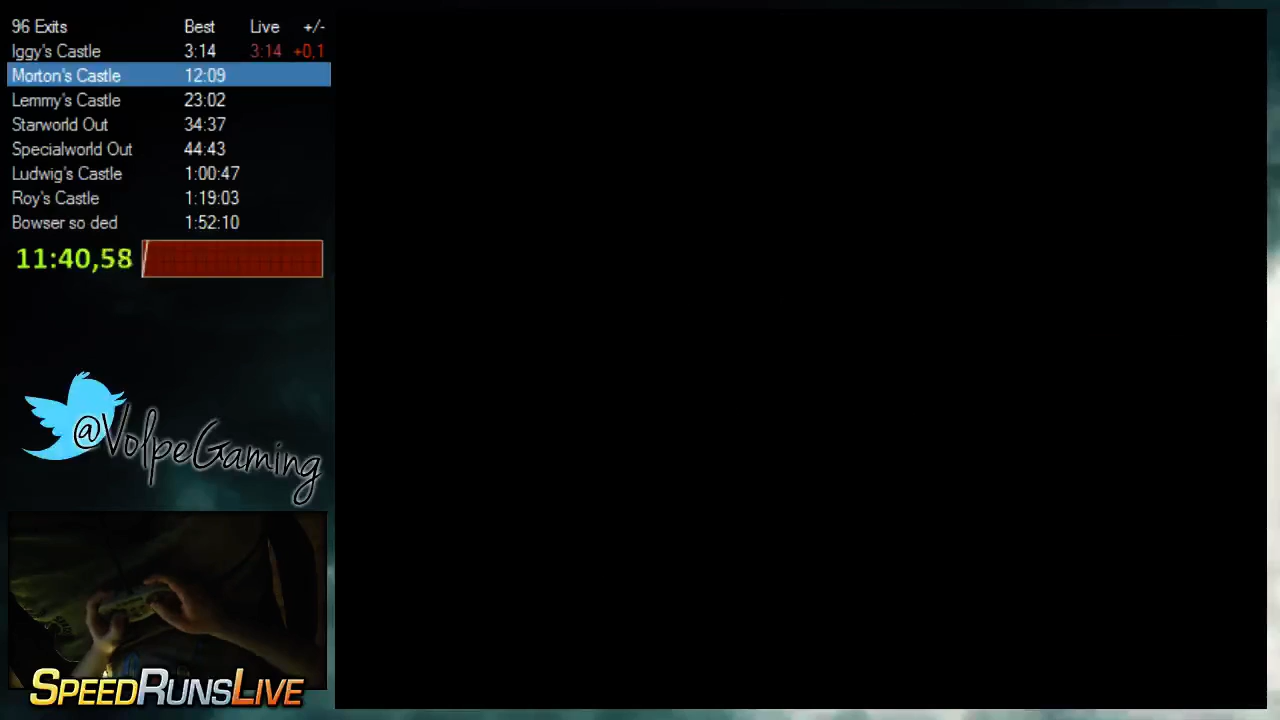 96 Exits Best Live +/-
Iggy's Castle 3:14 3:14 +0,1
Morton's Castle 12:09
Lemmy's Castle 23:02
Starworld Out 34:37
Specialworld Out 44:43
Ludwig's Castle 1:00:47
Roy's Castle 1:19:03
Bowser so ded 1:52:10
11:40,58
@VolpeGaming
SPEEDRUNSLIVE